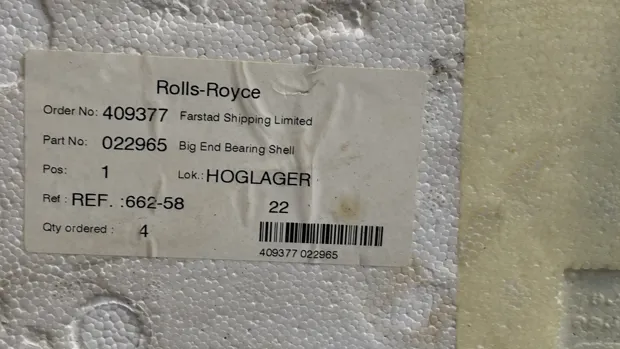 Rolls-Royce
Order No: 409377 Farstad Shipping Limited
Part No: 022965 Big End Bearing Shell
Pos: 1 Lok.: HOGLAGER
Ref : REF. :662-58 22
Qty ordered : 4
409377 022965